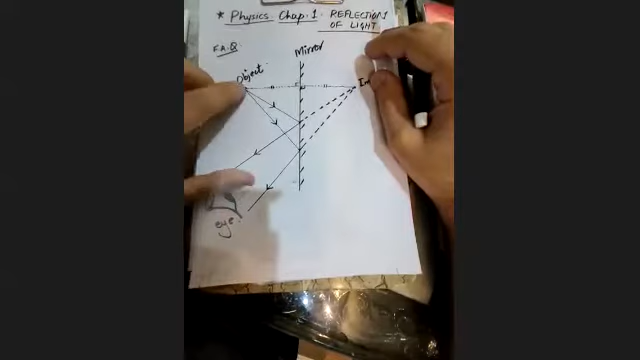 * Physics Chap. 1. REFLECTIONS
OF LIGHT
F.A.Q
Mirror
Object
eye.